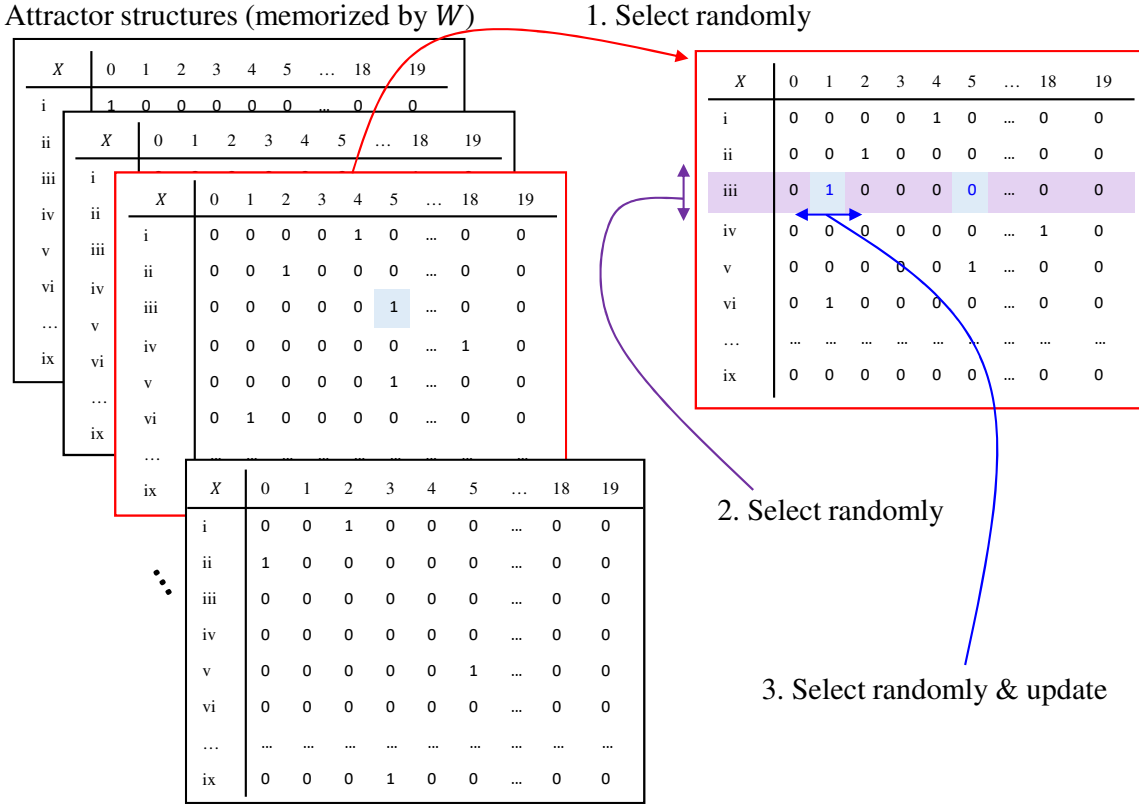 Attractor structures (memorized by W)
1. Select randomly
X 0 1 2 3 4 5 … 18 19
i 1 0 0 0 0 0 … 0 0
ii
iii
iv
v
vi
…
ix
X 0 1 2 3 4 5 … 18 19
i
ii
iii
iv
v
vi
…
ix
X 0 1 2 3 4 5 … 18 19
i 0 0 0 0 1 0 … 0 0
ii 0 0 1 0 0 0 … 0 0
iii 0 0 0 0 0 1 … 0 0
iv 0 0 0 0 0 0 … 1 0
v 0 0 0 0 0 1 … 0 0
vi 0 1 0 0 0 0 … 0 0
… … … … … … … … …
ix
X 0 1 2 3 4 5 … 18 19
i 0 0 1 0 0 0 … 0 0
ii 1 0 0 0 0 0 … 0 0
iii 0 0 0 0 0 0 … 0 0
iv 0 0 0 0 0 0 … 0 0
v 0 0 0 0 0 1 … 0 0
vi 0 0 0 0 0 0 … 0 0
… … … … … … … … … …
ix 0 0 0 1 0 0 … 0 0
X 0 1 2 3 4 5 … 18 19
i 0 0 0 0 1 0 … 0 0
ii 0 0 1 0 0 0 … 0 0
iii 0 1 0 0 0 0 … 0 0
iv 0 0 0 0 0 0 … 1 0
v 0 0 0 0 0 1 … 0 0
vi 0 1 0 0 0 0 … 0 0
… … … … … … … … … …
ix 0 0 0 0 0 0 … 0 0
2. Select randomly
3. Select randomly & update